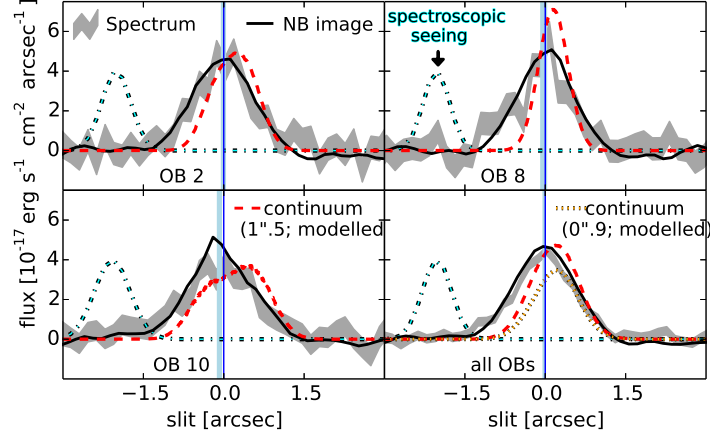 Spectrum
NB image
spectroscopic
seeing
6
4
2
0
OB 2
OB 8
flux [10⁻¹⁷ erg s⁻¹ cm⁻² arcsec⁻¹]
continuum
(1".5; modelled)
continuum
(0".9; modelled)
6
4
2
0
OB 10
all OBs
−1.5 0.0 1.5
−1.5 0.0 1.5
slit [arcsec]
slit [arcsec]